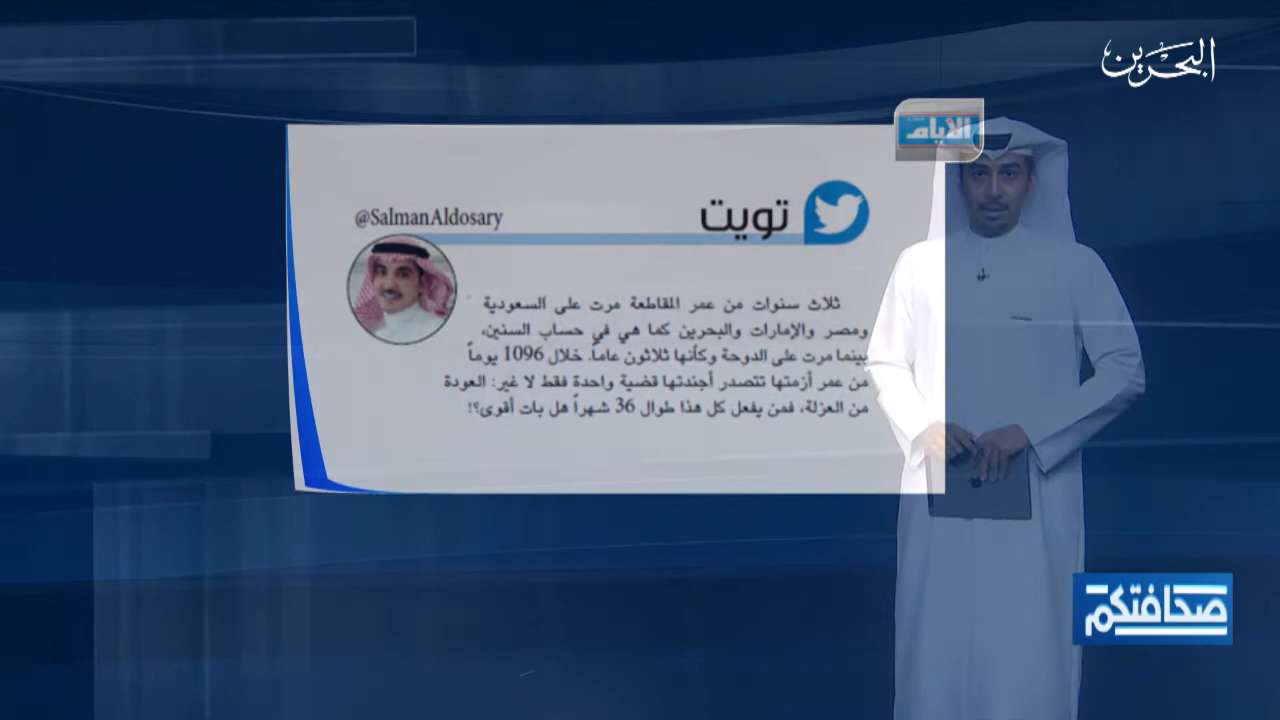 البحرين
الأيام
تويت
@SalmanAldosary
ثلاث سنوات من عمر المقاطعة مرت على السعودية
ومصر والإمارات والبحرين كما هي في حساب السنين،
بينما مرت على الدوحة وكأنها ثلاثون عاماً. خلال 1096 يوماً
من عمر أزمتها تتصدر أجندتها قضية واحدة فقط لا غير: العودة
من العزلة، فمن يفعل كل هذا طوال 36 شهراً هل بات أقوى؟!
صحافتكم